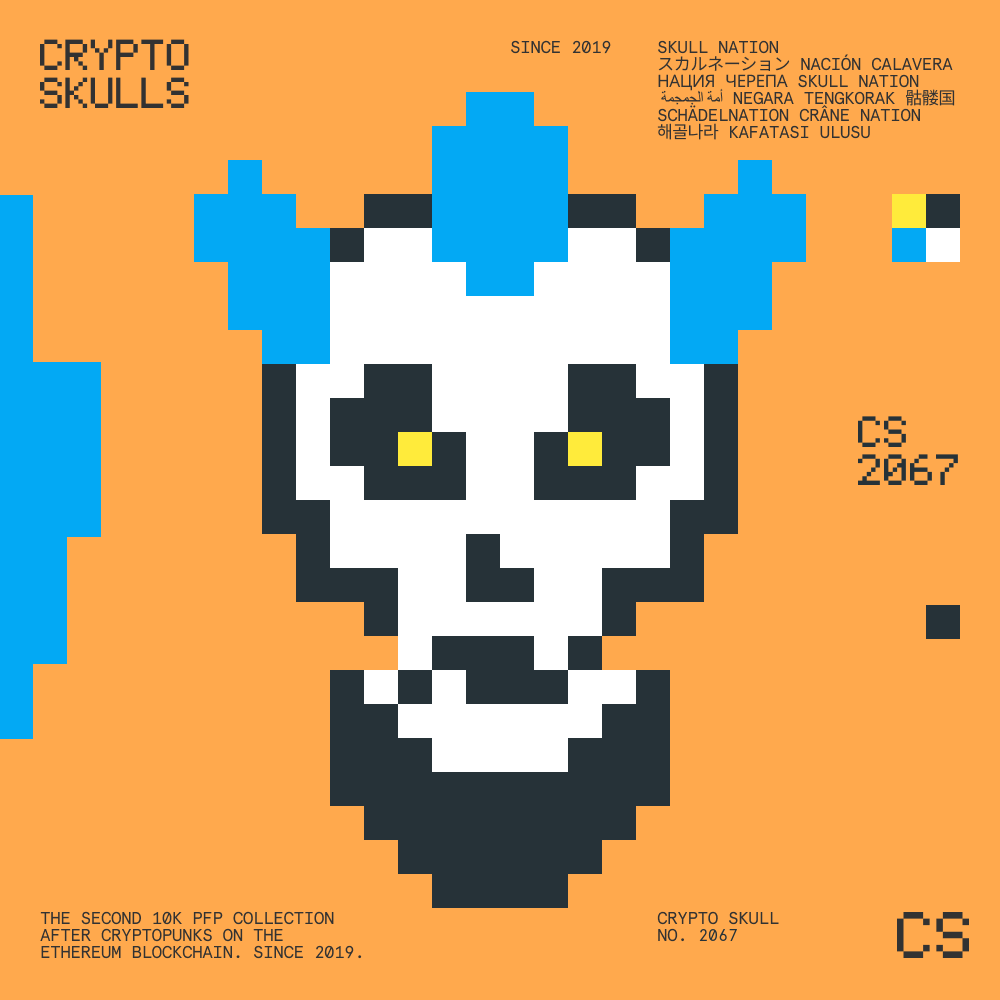 CRYPTO
SKULLS
SINCE 2019
SKULL NATION
スカルネーション NACIÓN CALAVERA
НАЦИЯ ЧЕРЕПА SKULL NATION
أمة الجمجمة NEGARA TENGKORAK 骷髅国
SCHÄDELNATION CRÂNE NATION
해골나라 KAFATASI ULUSU
CS
2067
THE SECOND 10K PFP COLLECTION
AFTER CRYPTOPUNKS ON THE
ETHEREUM BLOCKCHAIN. SINCE 2019.
CRYPTO SKULL
NO. 2067
CS